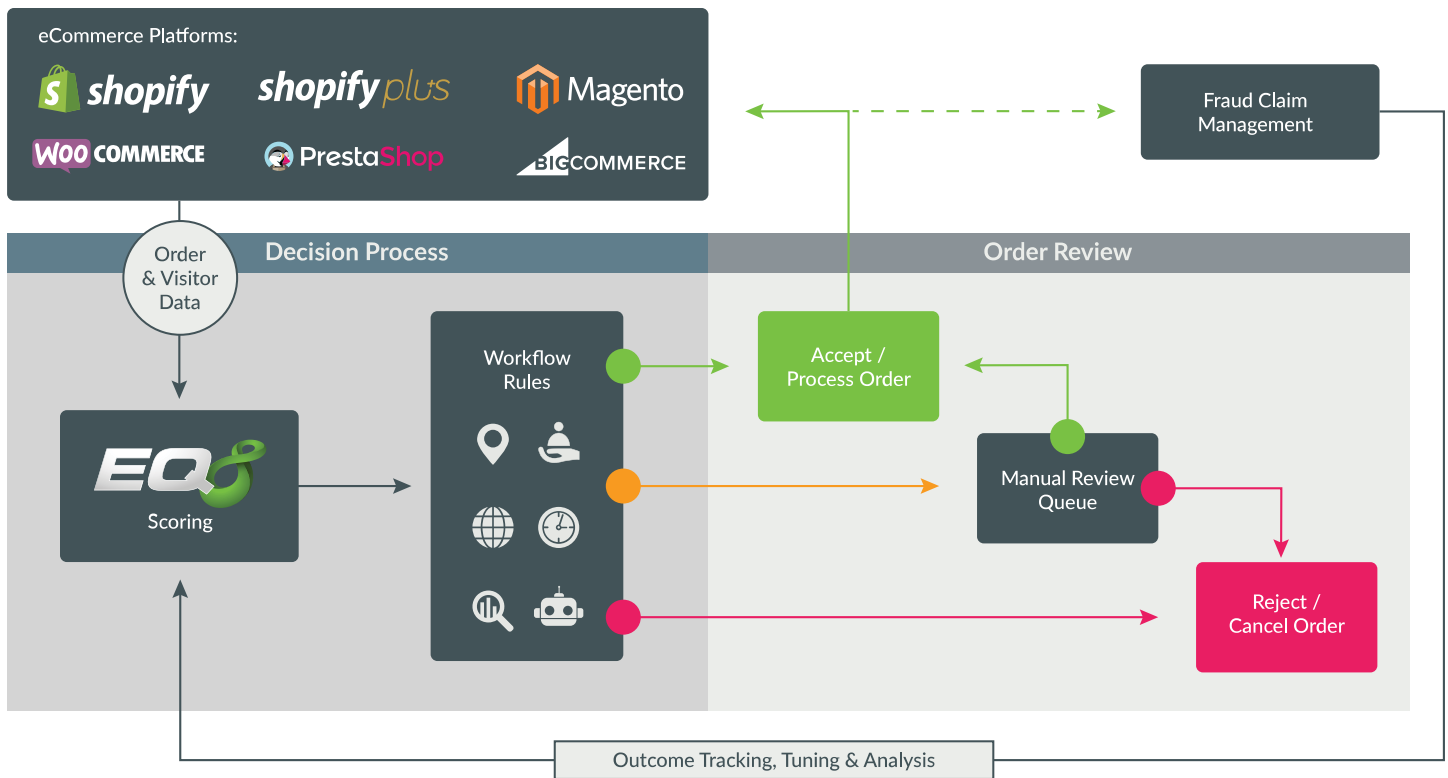 eCommerce Platforms:
shopify
shopify plus
Magento
WOO COMMERCE
PrestaShop
BIGCOMMERCE
Fraud Claim
Management
Order
& Visitor
Data
Decision Process
Order Review
Workflow
Rules
Accept /
Process Order
EQ8
Scoring
Manual Review
Queue
Reject /
Cancel Order
Outcome Tracking, Tuning & Analysis